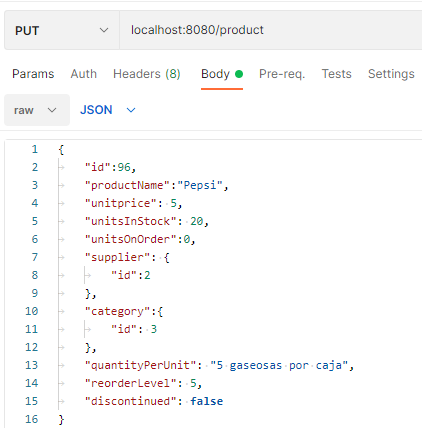 PUT localhost:8080/product
Params Auth Headers (8) Body Pre-req. Tests Settings
raw JSON
1 {
2 "id":96,
3 "productName":"Pepsi",
4 "unitprice": 5,
5 "unitsInStock": 20,
6 "unitsOnOrder":0,
7 "supplier": {
8 "id":2
9 },
10 "category":{
11 "id": 3
12 },
13 "quantityPerUnit": "5 gaseosas por caja",
14 "reorderLevel": 5,
15 "discontinued": false
16 }